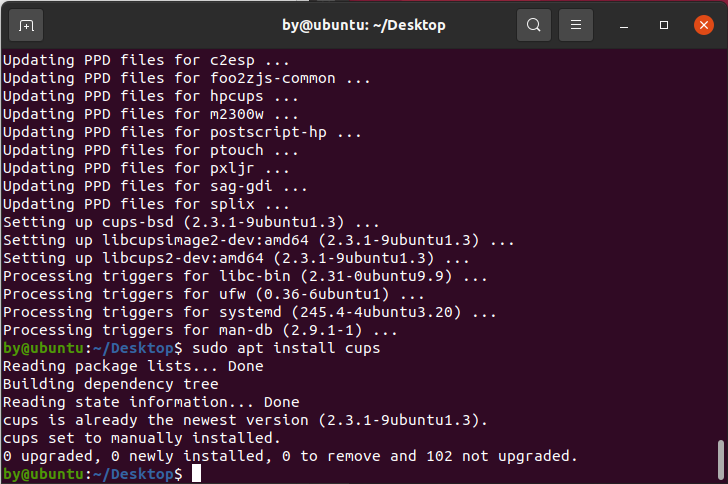 by@ubuntu: ~/Desktop
Updating PPD files for c2esp ...
Updating PPD files for foo2zjs-common ...
Updating PPD files for hpcups ...
Updating PPD files for m2300w ...
Updating PPD files for postscript-hp ...
Updating PPD files for ptouch ...
Updating PPD files for pxljr ...
Updating PPD files for sag-gdi ...
Updating PPD files for splix ...
Setting up cups-bsd (2.3.1-9ubuntu1.3) ...
Setting up libcupsimage2-dev:amd64 (2.3.1-9ubuntu1.3) ...
Setting up libcups2-dev:amd64 (2.3.1-9ubuntu1.3) ...
Processing triggers for libc-bin (2.31-0ubuntu9.9) ...
Processing triggers for ufw (0.36-6ubuntu1) ...
Processing triggers for systemd (245.4-4ubuntu3.20) ...
Processing triggers for man-db (2.9.1-1) ...
by@ubuntu:~/Desktop$ sudo apt install cups
Reading package lists... Done
Building dependency tree
Reading state information... Done
cups is already the newest version (2.3.1-9ubuntu1.3).
cups set to manually installed.
0 upgraded, 0 newly installed, 0 to remove and 102 not upgraded.
by@ubuntu:~/Desktop$